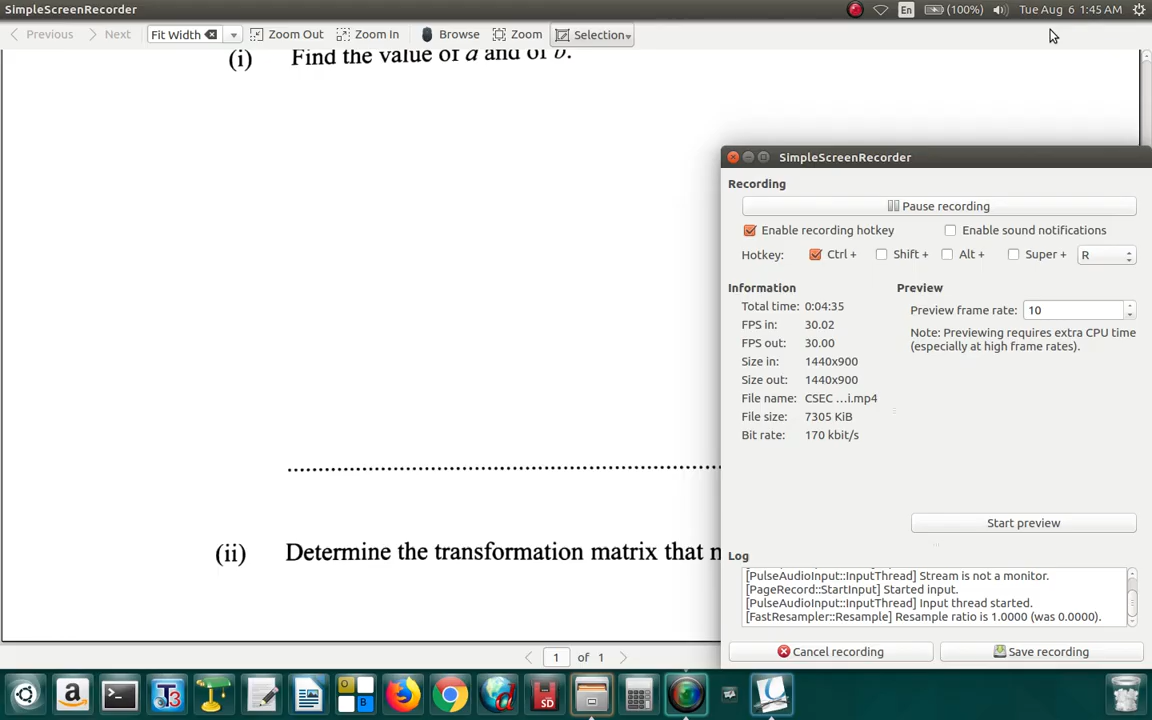 SimpleScreenRecorder
En
(100%)
Tue Aug 6 1:45 AM
Previous
Next
Fit Width
Zoom Out
Zoom In
Browse
Zoom
Selection
(i) Find the value of a and of b.
(ii) Determine the transformation matrix that
1 of 1
SimpleScreenRecorder
Recording
Pause recording
Enable recording hotkey
Enable sound notifications
Hotkey:
Ctrl +
Shift +
Alt +
Super +
R
Information
Total time: 0:04:35
FPS in: 30.02
FPS out: 30.00
Size in: 1440x900
Size out: 1440x900
File name: CSEC ...i.mp4
File size: 7305 KiB
Bit rate: 170 kbit/s
Preview
Preview frame rate: 10
Note: Previewing requires extra CPU time
(especially at high frame rates).
Start preview
Log
[PulseAudioInput::InputThread] Stream is not a monitor.
[PageRecord::StartInput] Started input.
[PulseAudioInput::InputThread] Input thread started.
[FastResampler::Resample] Resample ratio is 1.0000 (was 0.0000).
Cancel recording
Save recording
a
T3
O
B
d
SD